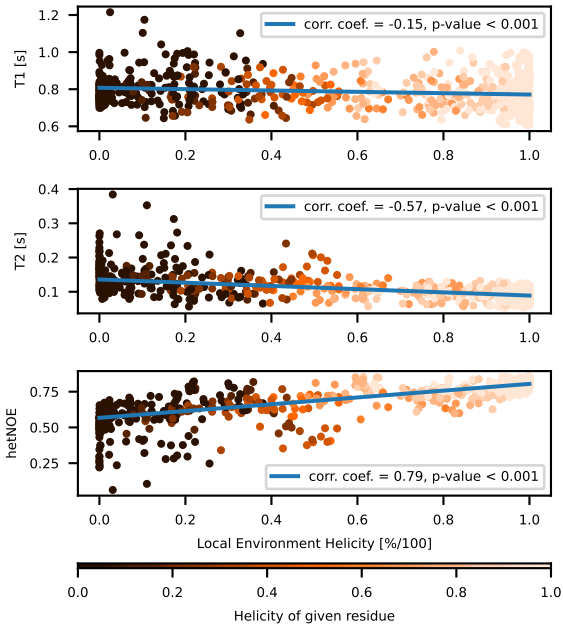 1.2
1.0
0.8
0.6
T1 [s]
corr. coef. = -0.15, p-value < 0.001
0.0 0.2 0.4 0.6 0.8 1.0
0.4
0.3
0.2
0.1
T2 [s]
corr. coef. = -0.57, p-value < 0.001
0.0 0.2 0.4 0.6 0.8 1.0
0.75
0.50
0.25
hetNOE
corr. coef. = 0.79, p-value < 0.001
0.0 0.2 0.4 0.6 0.8 1.0
Local Environment Helicity [%/100]
0.0 0.2 0.4 0.6 0.8 1.0
Helicity of given residue